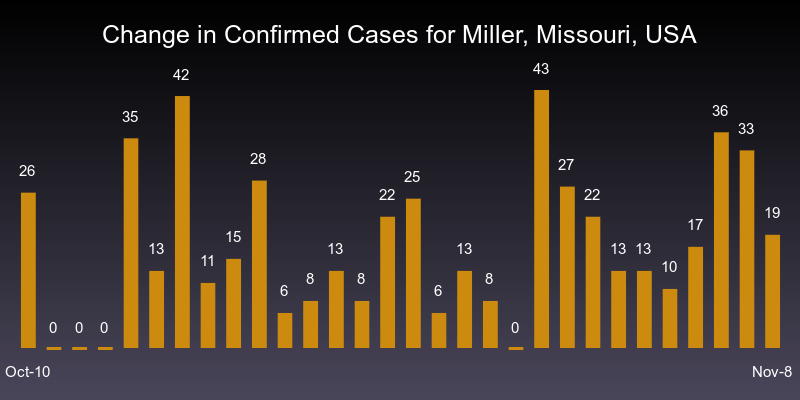 Change in Confirmed Cases for Miller, Missouri, USA
26 0 0 0 35 13 42 11 15 28 6 8 13 8 22 25 6 13 8 0 43 27 22 13 13 10 17 36 33 19
Oct-10 Nov-8